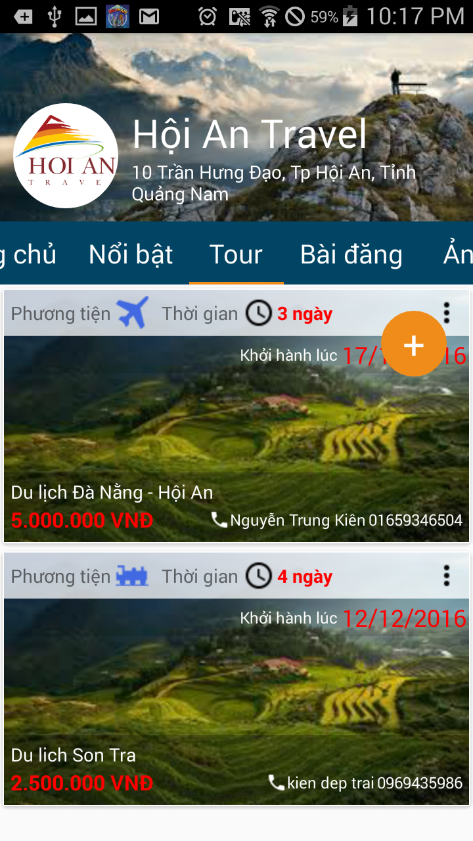 59% 10:17 PM
HOI AN
TRAVE
Hội An Travel
10 Trần Hưng Đạo, Tp Hội An, Tỉnh
Quảng Nam
g chủ Nổi bật Tour Bài đăng Ản
Phương tiện Thời gian 3 ngày
Khởi hành lúc 17/1 16
Du lịch Đà Nẵng - Hội An
5.000.000 VNĐ Nguyễn Trung Kiên 01659346504
Phương tiện Thời gian 4 ngày
Khởi hành lúc 12/12/2016
Du lich Son Tra
2.500.000 VNĐ kien dep trai 0969435986